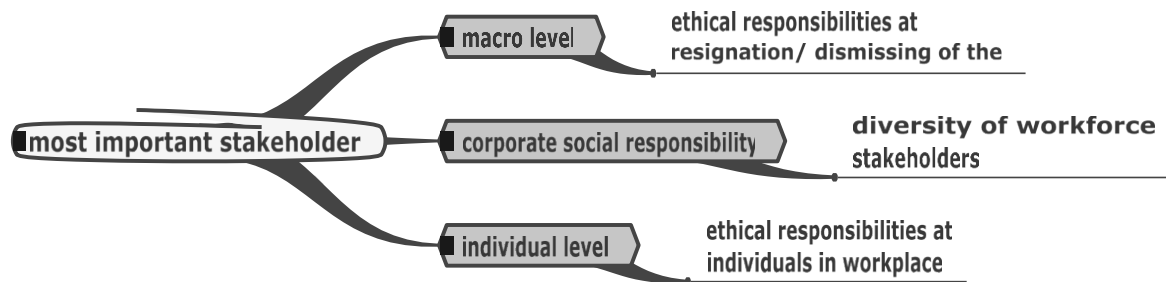 ethical responsibilities at
macro level
resignation/ dismissing of the
most important stakeholder
corporate social responsibility
diversity of workforce
stakeholders
individual level
ethical responsibilities at
individuals in workplace